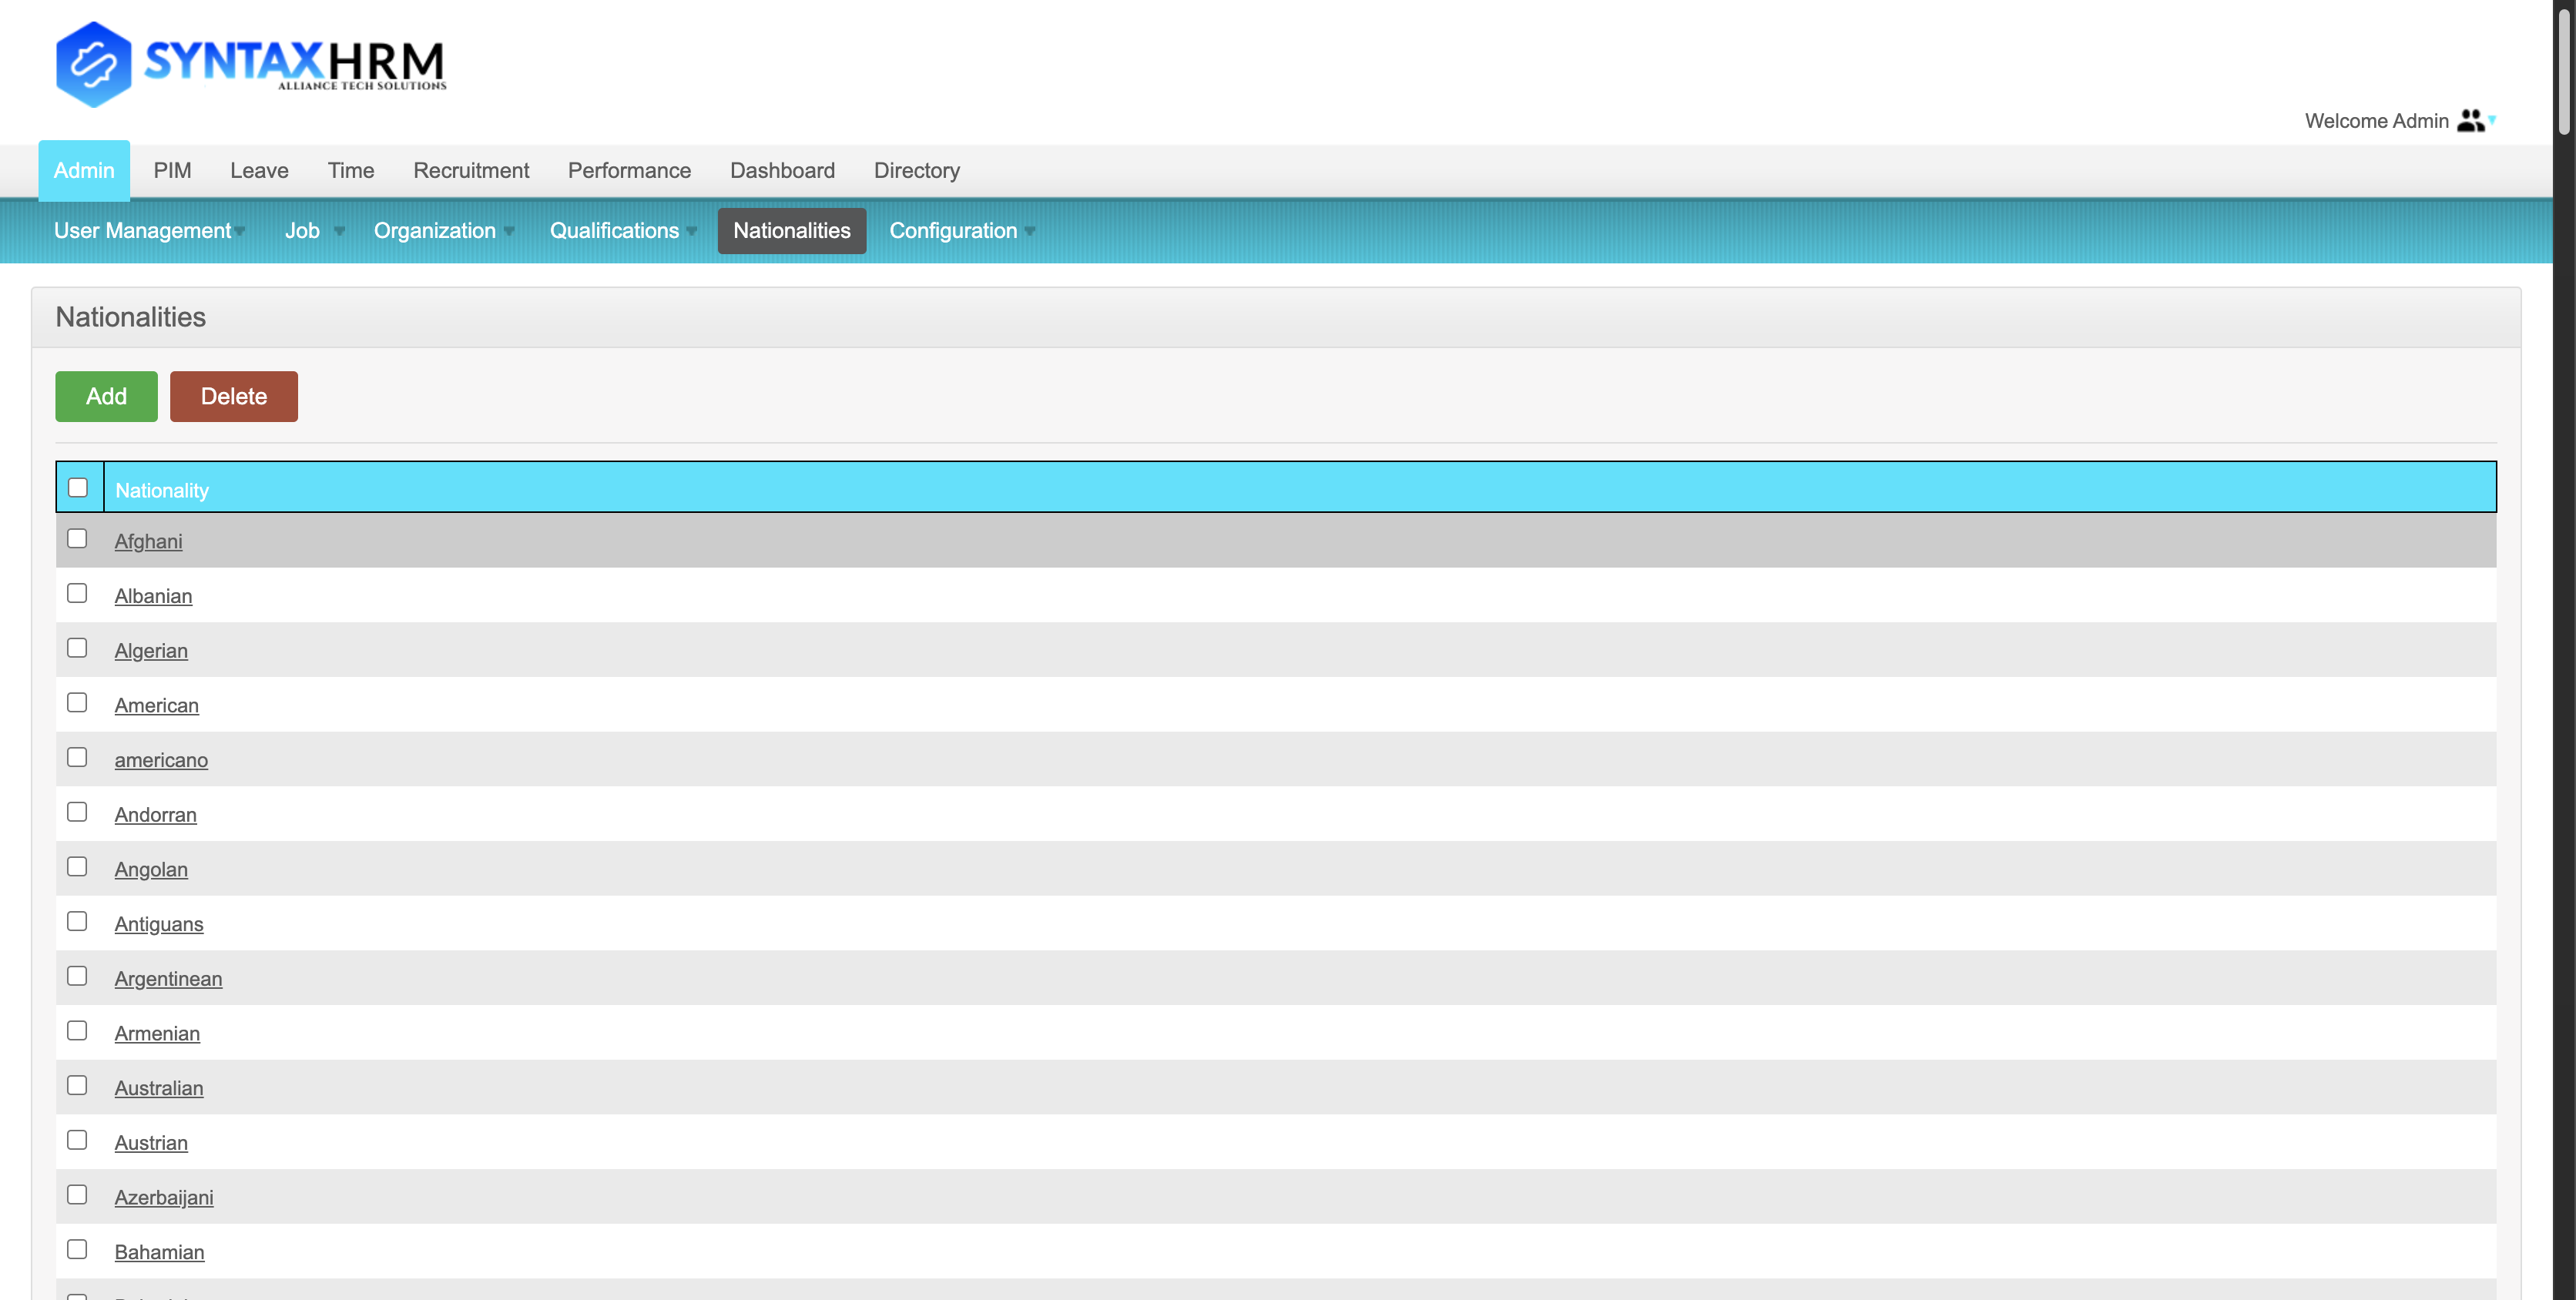 SYNTAXHRM
ALLIANCE TECH SOLUTIONS
Welcome Admin
Admin PIM Leave Time Recruitment Performance Dashboard Directory
User Management Job Organization Qualifications Nationalities Configuration
Nationalities
Add Delete
Nationality
Afghani
Albanian
Algerian
American
americano
Andorran
Angolan
Antiguans
Argentinean
Armenian
Australian
Austrian
Azerbaijani
Bahamian